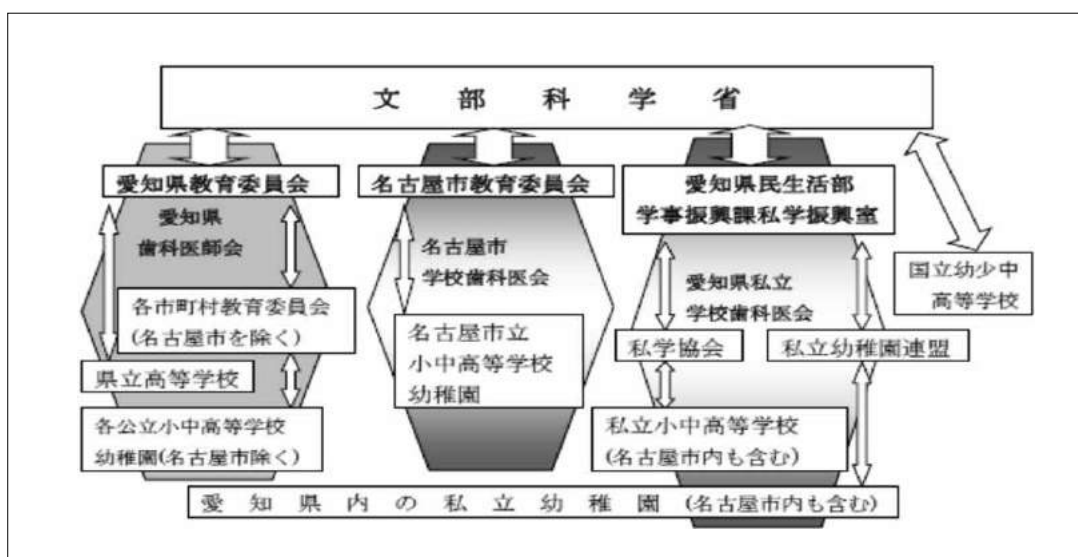 文部科学省
愛知県教育委員会
愛知県
歯科医師会
各市町村教育委員会
(名古屋市を除く)
県立高等学校
各公立小中高等学校
幼稚園(名古屋市除く)
名古屋市教育委員会
名古屋市
学校歯科医会
名古屋市立
小中高等学校
幼稚園
愛知県民生活部
学事振興課私学振興室
愛知県私立
学校歯科医会
私学協会
私立幼稚園連盟
私立小中高等学校
(名古屋市内も含む)
国立幼少中
高等学校
愛知県内の私立幼稚園(名古屋市内も含む)